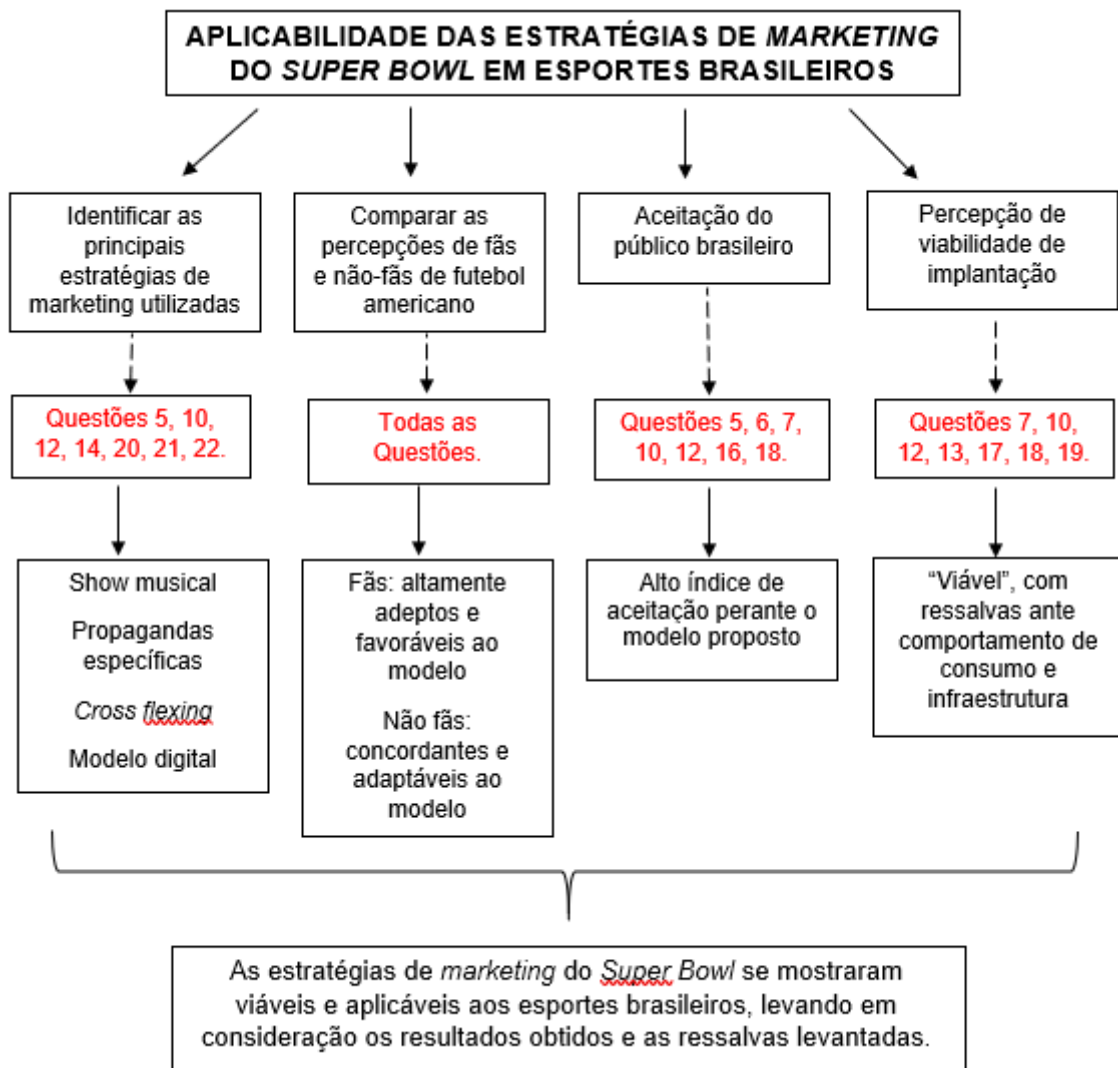 APLICABILIDADE DAS ESTRATÉGIAS DE MARKETING
DO SUPER BOWL EM ESPORTES BRASILEIROS
Identificar as
principais
estratégias de
marketing utilizadas
Comparar as
percepções de fãs
e não-fãs de futebol
americano
Aceitação do
público brasileiro
Percepção de
viabilidade de
implantação
Questões 5, 10,
12, 14, 20, 21, 22.
Todas as
Questões.
Questões 5, 6, 7,
10, 12, 16, 18.
Questões 7, 10,
12, 13, 17, 18, 19.
Show musical
Propagandas
específicas
Cross flexing
Modelo digital
Fãs: altamente
adeptos e
favoráveis ao
modelo
Não fãs:
concordantes e
adaptáveis ao
modelo
Alto índice de
aceitação perante o
modelo proposto
“Viável”, com
ressalvas ante
comportamento de
consumo e
infraestrutura
As estratégias de marketing do Super Bowl se mostraram
viáveis e aplicáveis aos esportes brasileiros, levando em
consideração os resultados obtidos e as ressalvas levantadas.